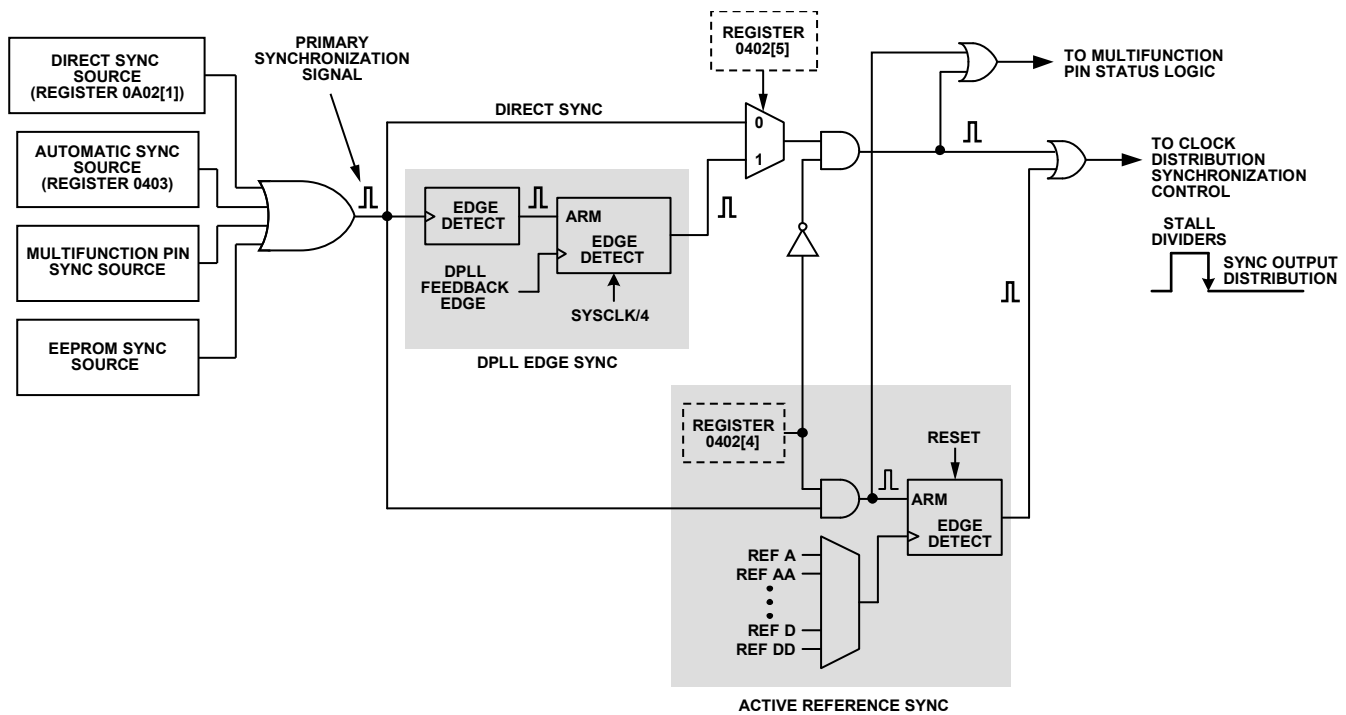 DIRECT SYNC
SOURCE
(REGISTER 0A02[1])
AUTOMATIC SYNC
SOURCE
(REGISTER 0403)
MULTIFUNCTION PIN
SYNC SOURCE
EEPROM SYNC
SOURCE
PRIMARY
SYNCHRONIZATION
SIGNAL
DIRECT SYNC
EDGE
DETECT
ARM
EDGE
DETECT
DPLL
FEEDBACK
EDGE
SYSCLK/4
DPLL EDGE SYNC
REGISTER
0402[5]
0
1
TO MULTIFUNCTION
PIN STATUS LOGIC
TO CLOCK
DISTRIBUTION
SYNCHRONIZATION
CONTROL
STALL
DIVIDERS
SYNC OUTPUT
DISTRIBUTION
REGISTER
0402[4]
RESET
ARM
EDGE
DETECT
REF A
REF AA
REF D
REF DD
ACTIVE REFERENCE SYNC